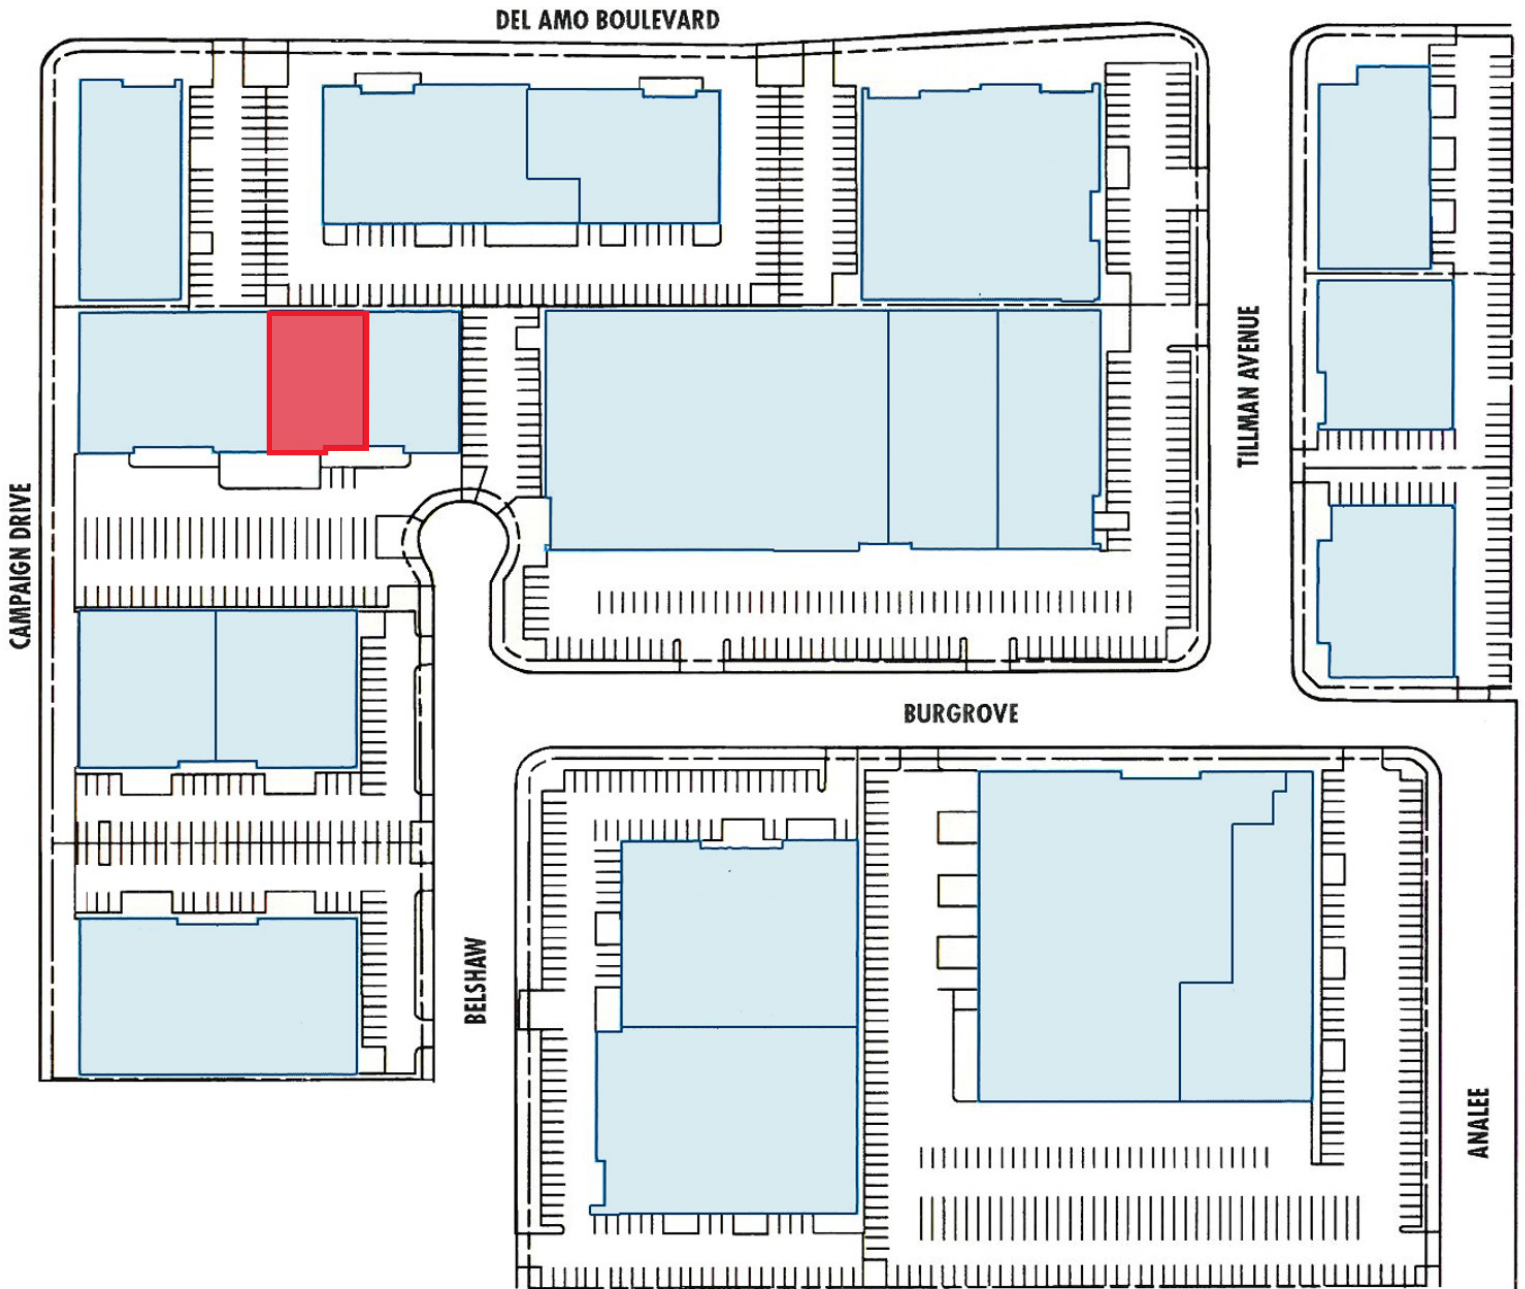 DEL AMO BOULEVARD
TILLMAN AVENUE
CAMPAIGN DRIVE
BURGROVE
BELSHAW
ANALEE